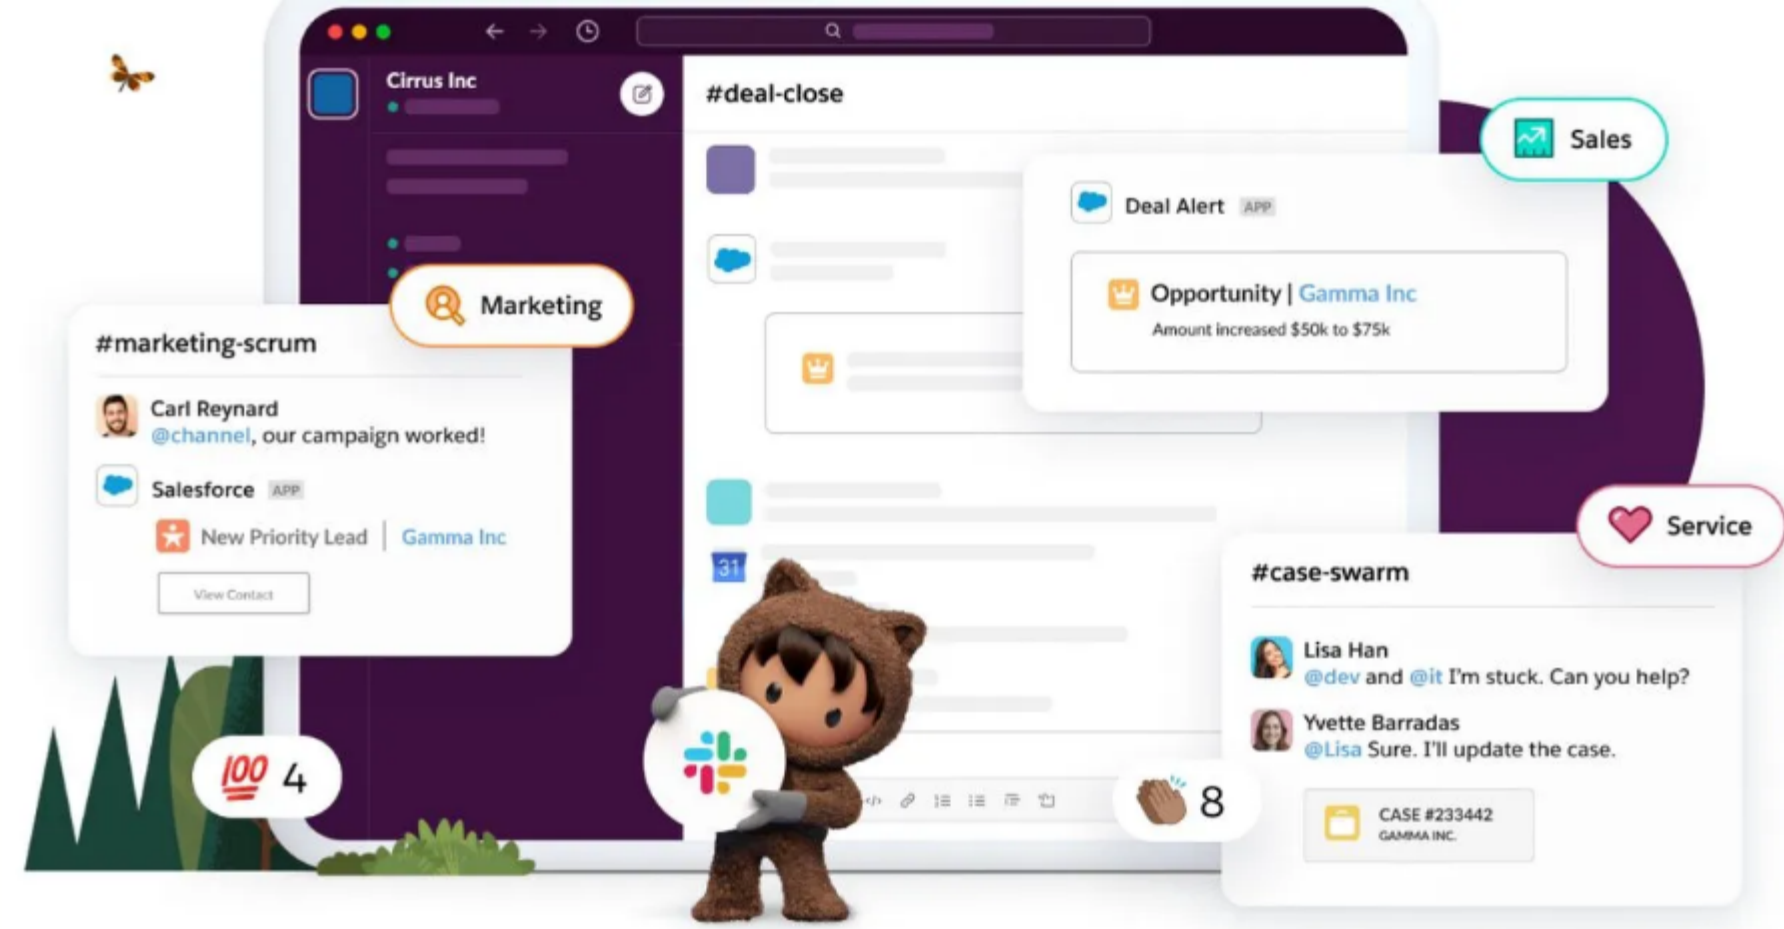 Cirrus Inc
#deal-close
Sales
Deal Alert APP
Opportunity | Gamma Inc
Amount increased $50k to $75k
Marketing
#marketing-scrum
Carl Reynard
@channel, our campaign worked!
Salesforce APP
New Priority Lead | Gamma Inc
View Contact
31
Service
#case-swarm
Lisa Han
@dev and @it I'm stuck. Can you help?
Yvette Barradas
@Lisa Sure. I'll update the case.
CASE #233442
GAMMA INC.
100 4
8